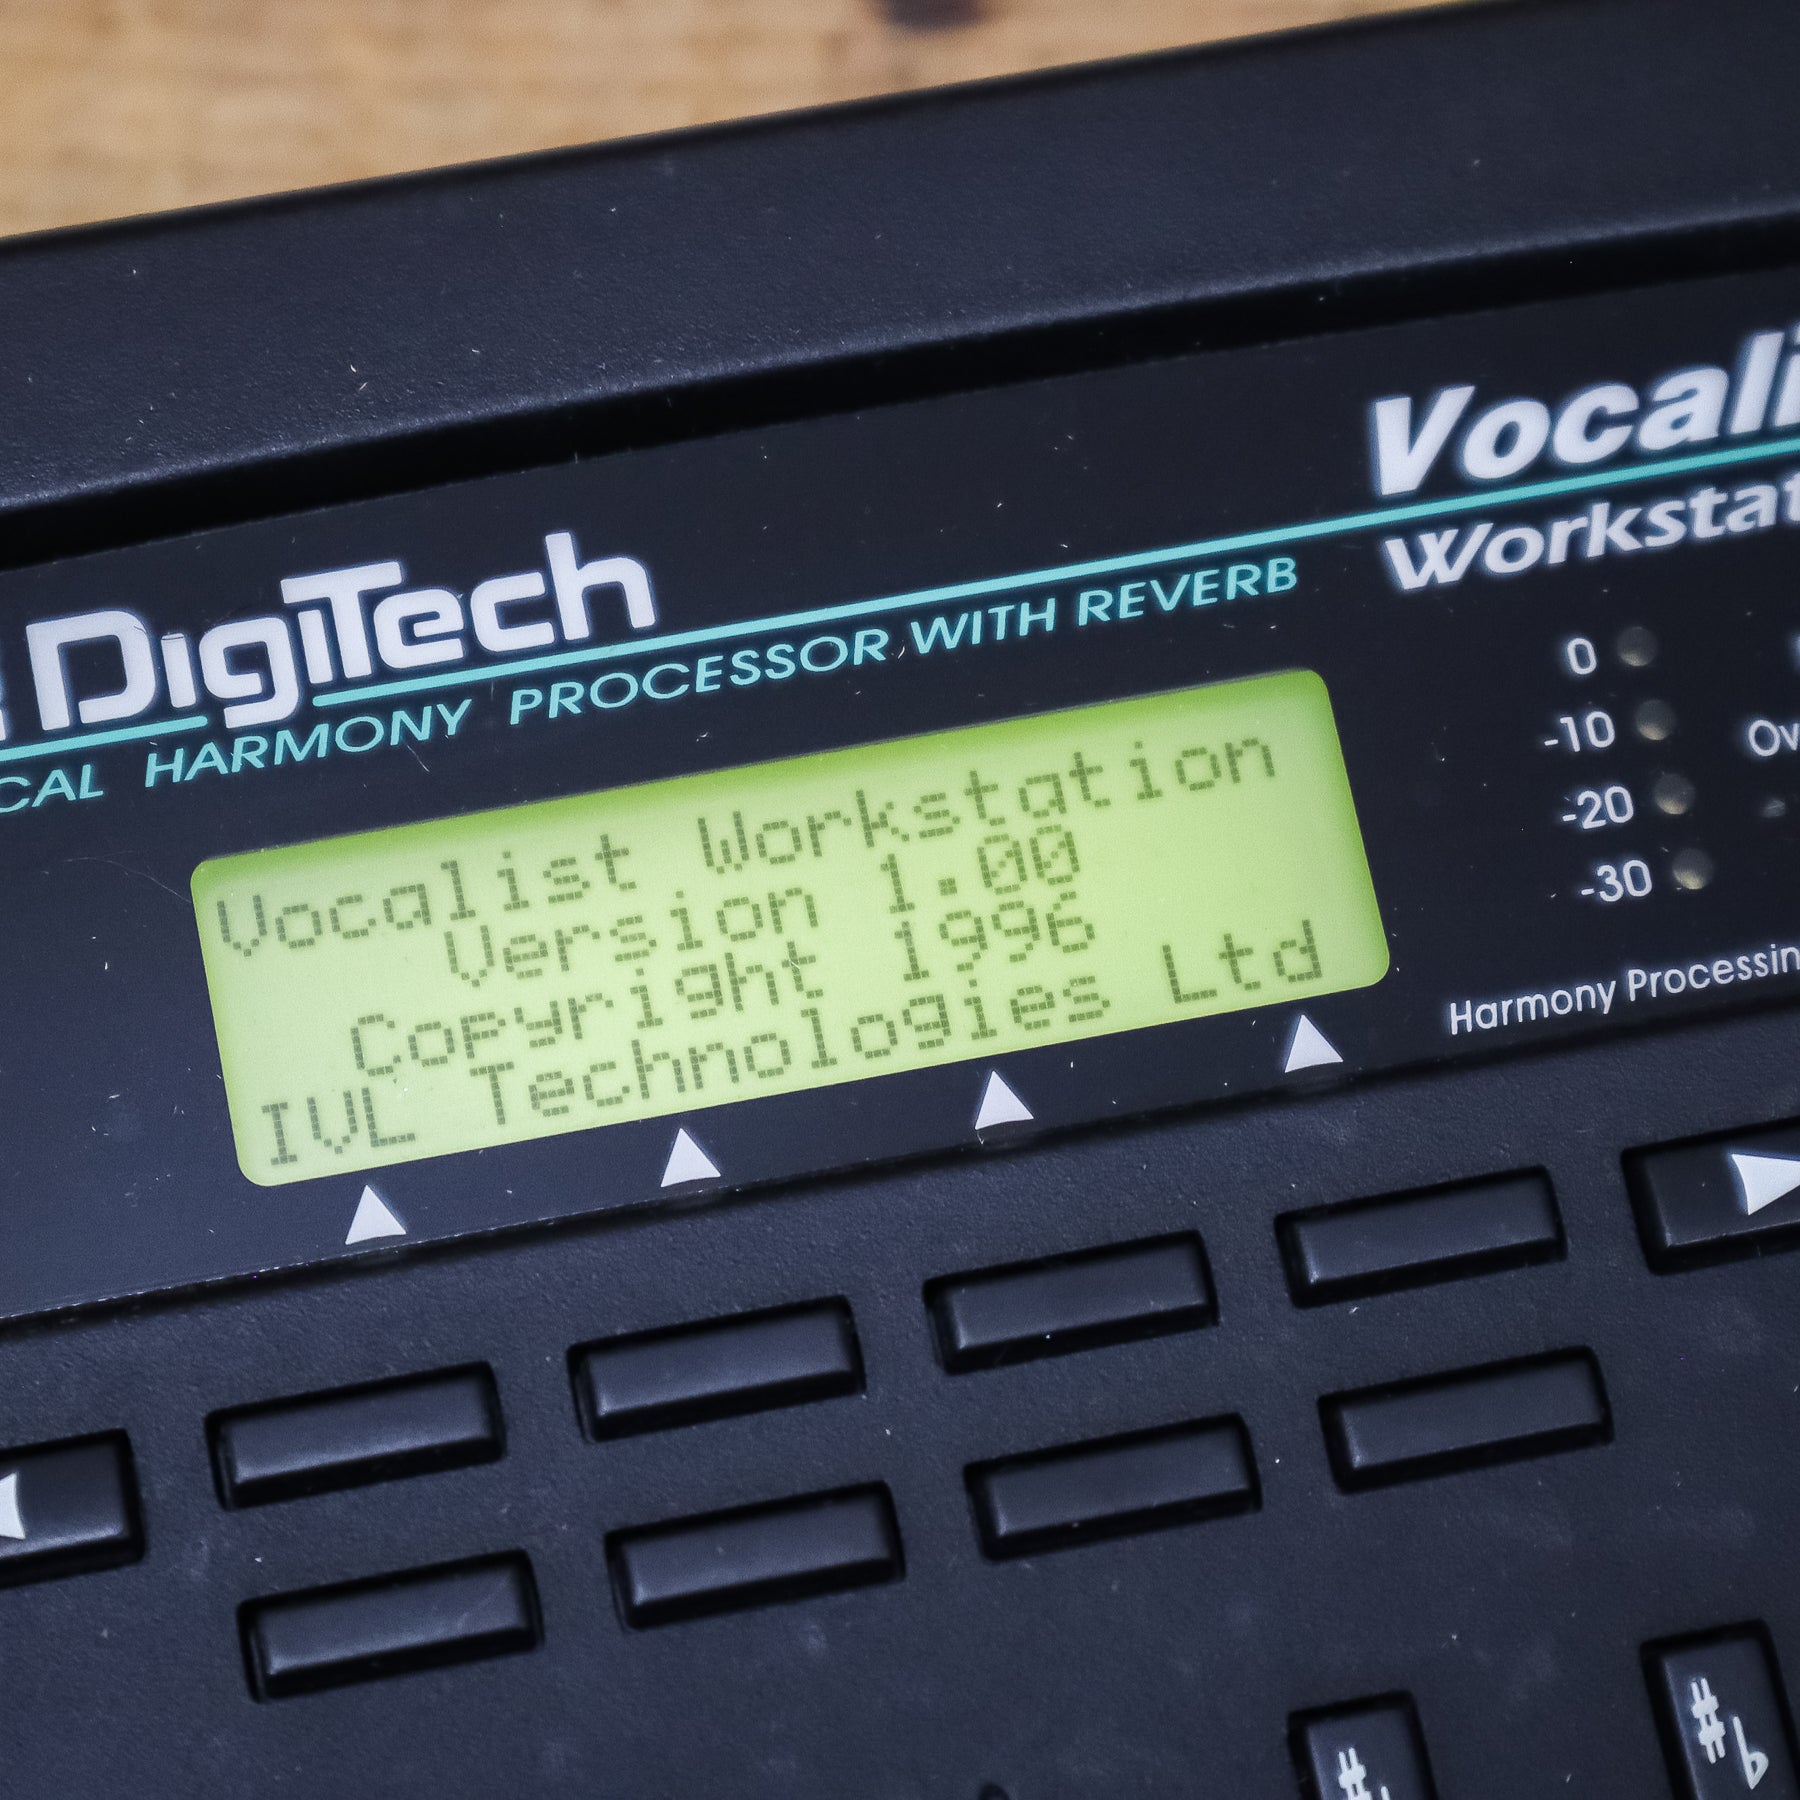 DigiTech
HARMONY PROCESSOR WITH REVERB
Vocali
Workstat
Vocalist Workstation
Version 1.00
Copyright 1996
IVL Technologies Ltd
0
-10
-20
-30
Harmony Processin
#b